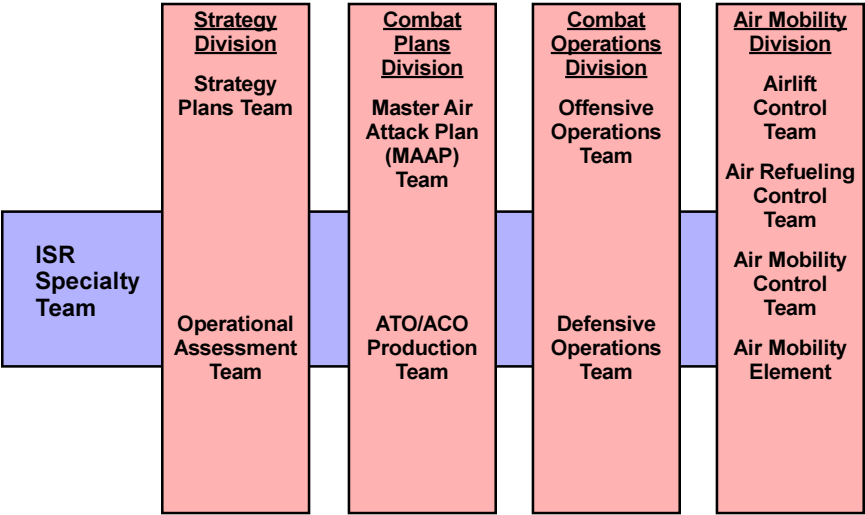 ISR
Specialty
Team
Strategy
Division
Strategy
Plans Team
Operational
Assessment
Team
Combat
Plans
Division
Master Air
Attack Plan
(MAAP)
Team
ATO/ACO
Production
Team
Combat
Operations
Division
Offensive
Operations
Team
Defensive
Operations
Team
Air Mobility
Division
Airlift
Control
Team
Air Refueling
Control
Team
Air Mobility
Control
Team
Air Mobility
Element